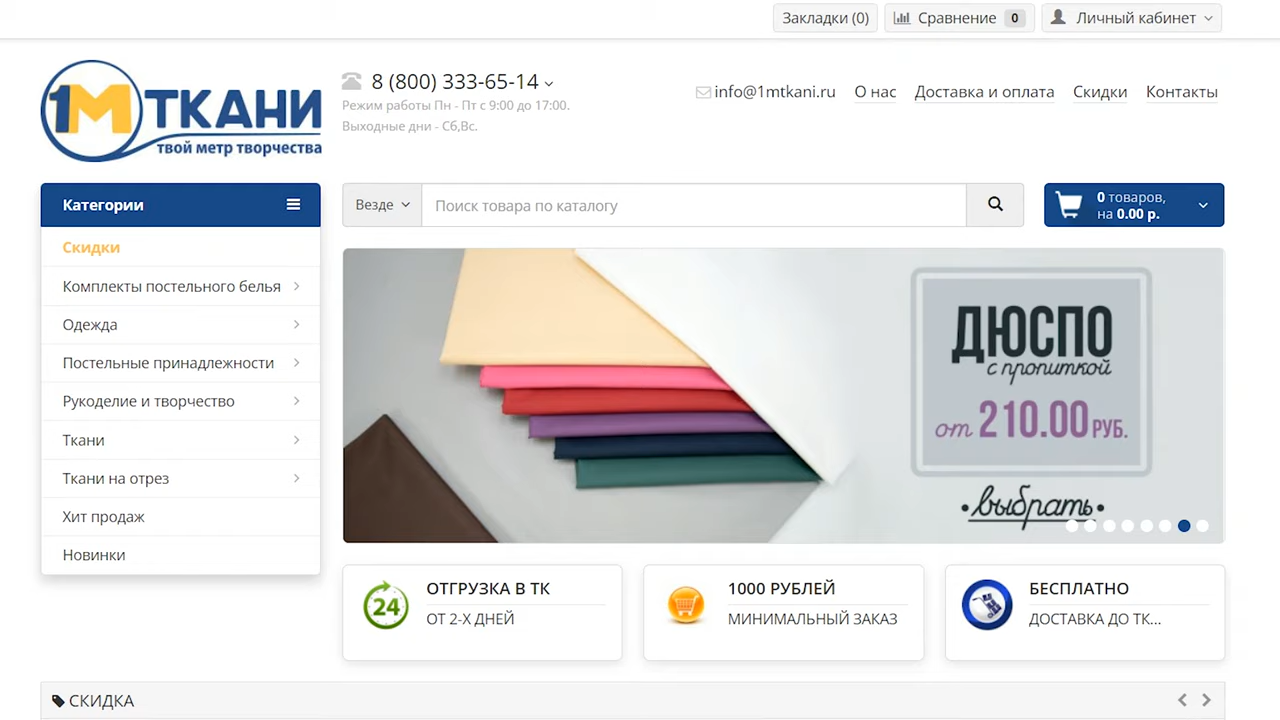 Закладки (0)
Сравнение 0
Личный кабинет
1М ТКАНИ
твой метр творчества
8 (800) 333-65-14
Режим работы Пн - Пт с 9:00 до 17:00.
Выходные дни - Сб,Вс.
info@1mtkani.ru
О нас
Доставка и оплата
Скидки
Контакты
Категории
Скидки
Комплекты постельного белья
Одежда
Постельные принадлежности
Рукоделие и творчество
Ткани
Ткани на отрез
Хит продаж
Новинки
Везде
Поиск товара по каталогу
0 товаров,
на 0.00 р.
ДЮСПО
с пропиткой
от 210.00 РУБ.
•выбрать•
ОТГРУЗКА В ТК
24
ОТ 2-Х ДНЕЙ
1000 РУБЛЕЙ
МИНИМАЛЬНЫЙ ЗАКАЗ
БЕСПЛАТНО
ДОСТАВКА ДО ТК...
СКИДКА